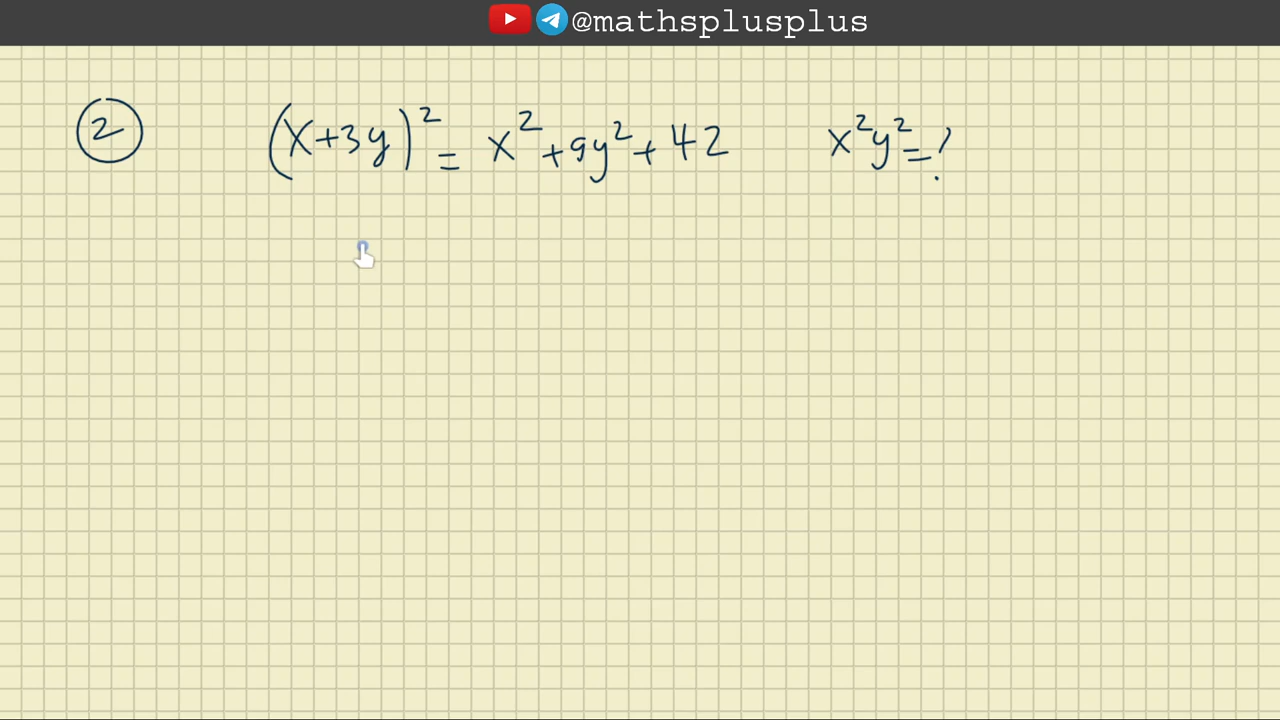 @mathsplusplus
② (x+3y)² = x² + 9y² + 42 x²y² = ?